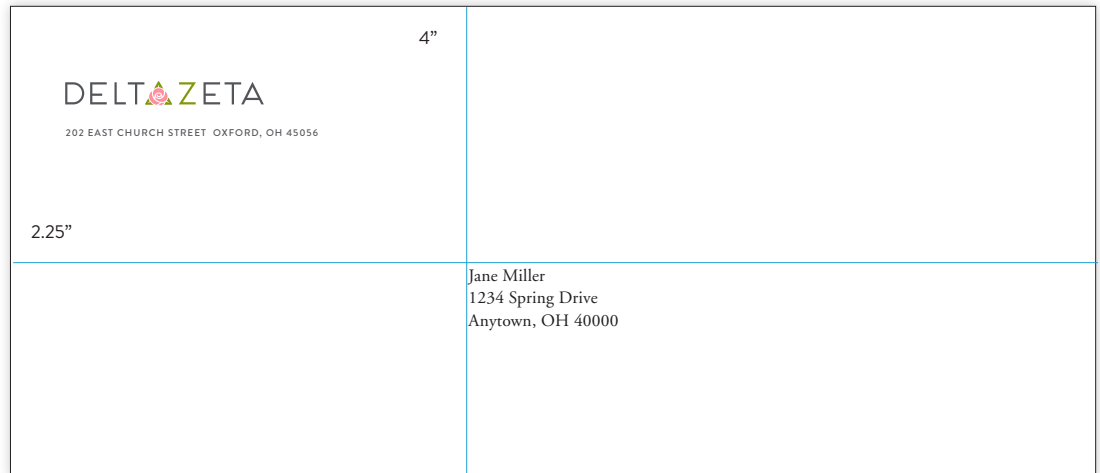 4”
DELTA ZETA
202 EAST CHURCH STREET OXFORD, OH 45056
2.25”
Jane Miller
1234 Spring Drive
Anytown, OH 40000